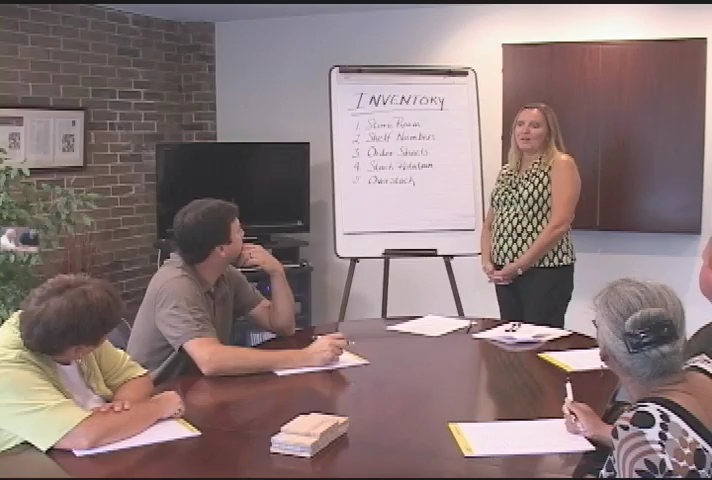 INVENTORY
1. Store Room
2. Shelf Numbers
3. Order Sheets
4. Stock Rotation
5. Overstock